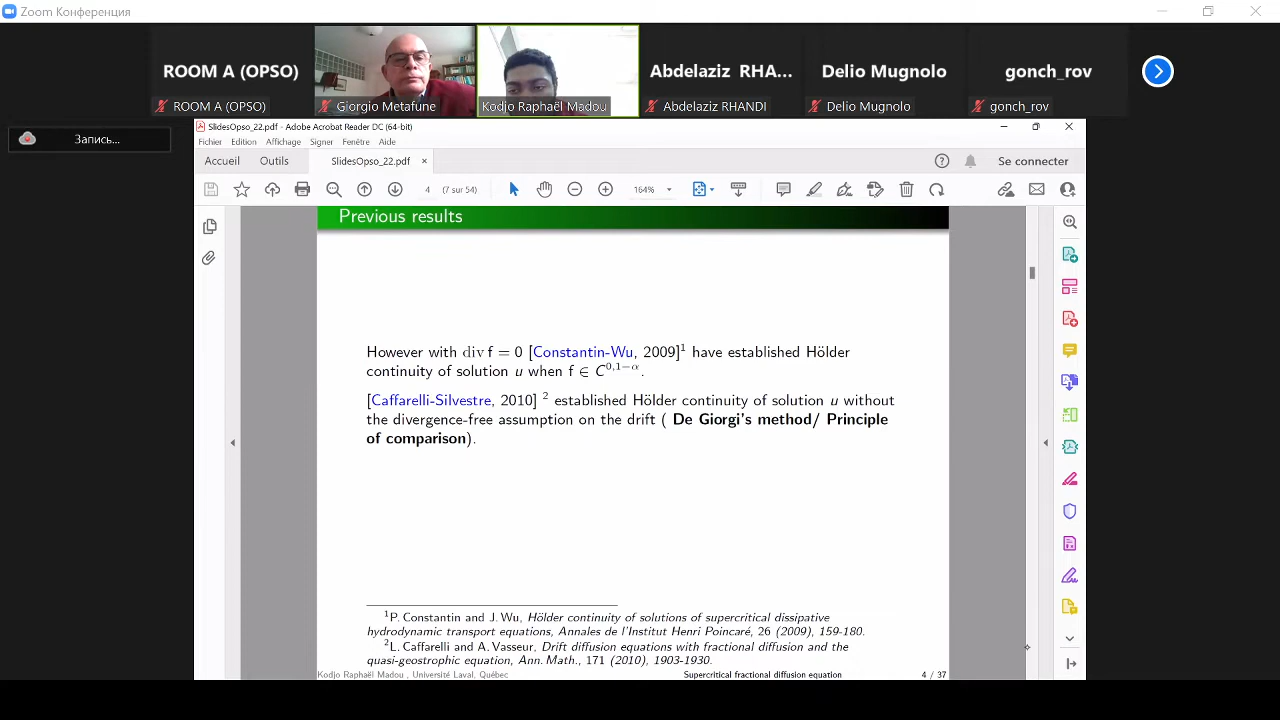 Zoom Конференция
ROOM A (OPSO)
ROOM A (OPSO)
Giorgio Metafune
Kodjo Raphaël Madou
Abdelaziz RHA...
Abdelaziz RHANDI
Delio Mugnolo
Delio Mugnolo
gonch_rov
gonch_rov
Запись...
SlidesOpso_22.pdf - Adobe Acrobat Reader DC (64-bit)
Fichier Edition Affichage Signer Fenêtre Aide
Accueil Outils SlidesOpso_22.pdf × Se connecter
4 (7 sur 54) 164%
Previous results
However with div f = 0 [Constantin-Wu, 2009]¹ have established Hölder
continuity of solution u when f ∈ C^{0,1−α}.
[Caffarelli-Silvestre, 2010] ² established Hölder continuity of solution u without
the divergence-free assumption on the drift ( De Giorgi's method/ Principle
of comparison).
¹P. Constantin and J. Wu, Hölder continuity of solutions of supercritical dissipative
hydrodynamic transport equations, Annales de l'Institut Henri Poincaré, 26 (2009), 159-180.
²L. Caffarelli and A. Vasseur, Drift diffusion equations with fractional diffusion and the
quasi-geostrophic equation, Ann. Math., 171 (2010), 1903-1930.
Kodjo Raphaël Madou , Université Laval, Québec Supercritical fractional diffusion equation 4 / 37